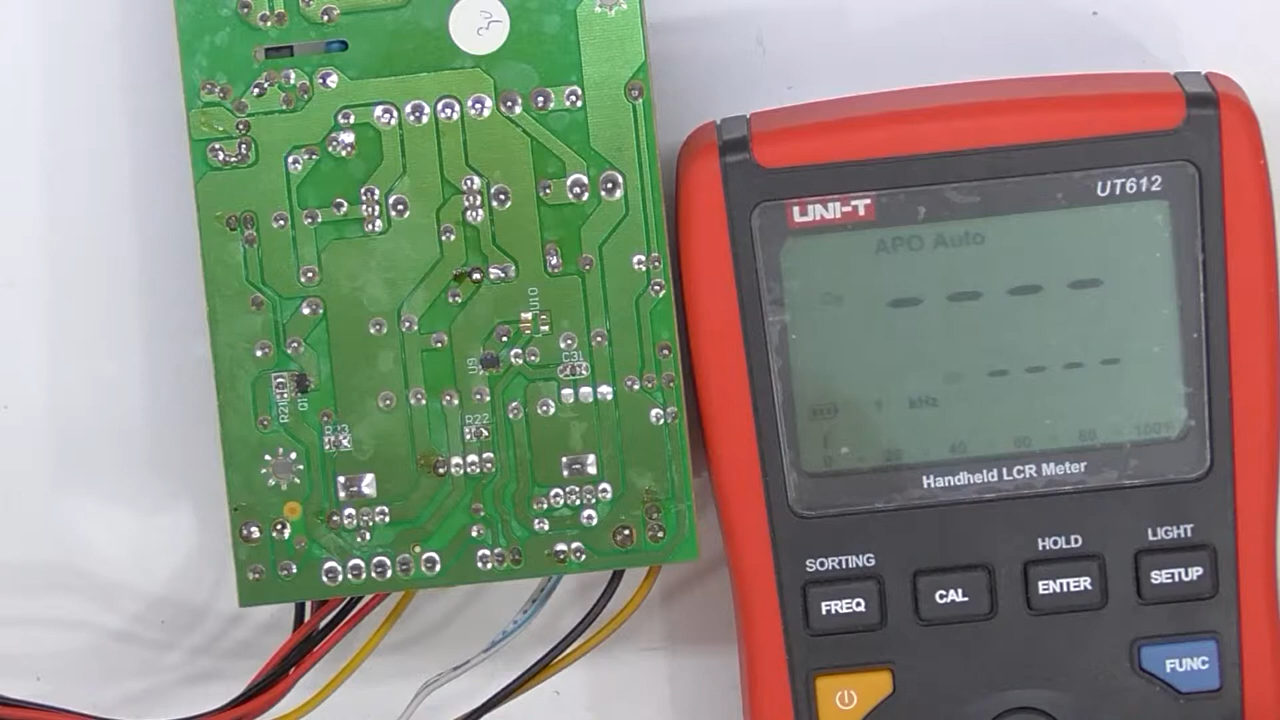 U10
U9
C31
R21
Q1
R22
UNI-T
UT612
APO Auto
kHz
Handheld LCR Meter
SORTING
HOLD
LIGHT
FREQ
CAL
ENTER
SETUP
FUNC